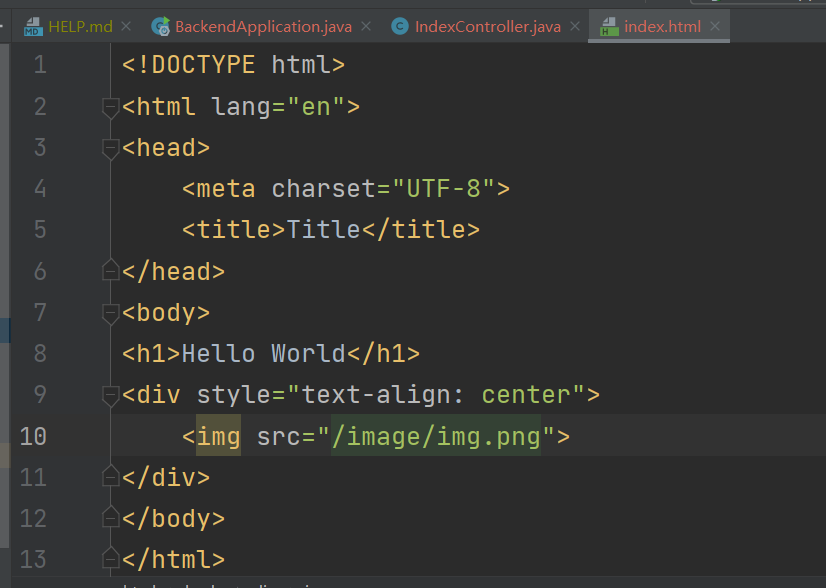 HELP.md BackendApplication.java IndexController.java index.html
1 <!DOCTYPE html>
2 <html lang="en">
3 <head>
4     <meta charset="UTF-8">
5     <title>Title</title>
6 </head>
7 <body>
8 <h1>Hello World</h1>
9 <div style="text-align: center">
10     <img src="/image/img.png">
11 </div>
12 </body>
13 </html>